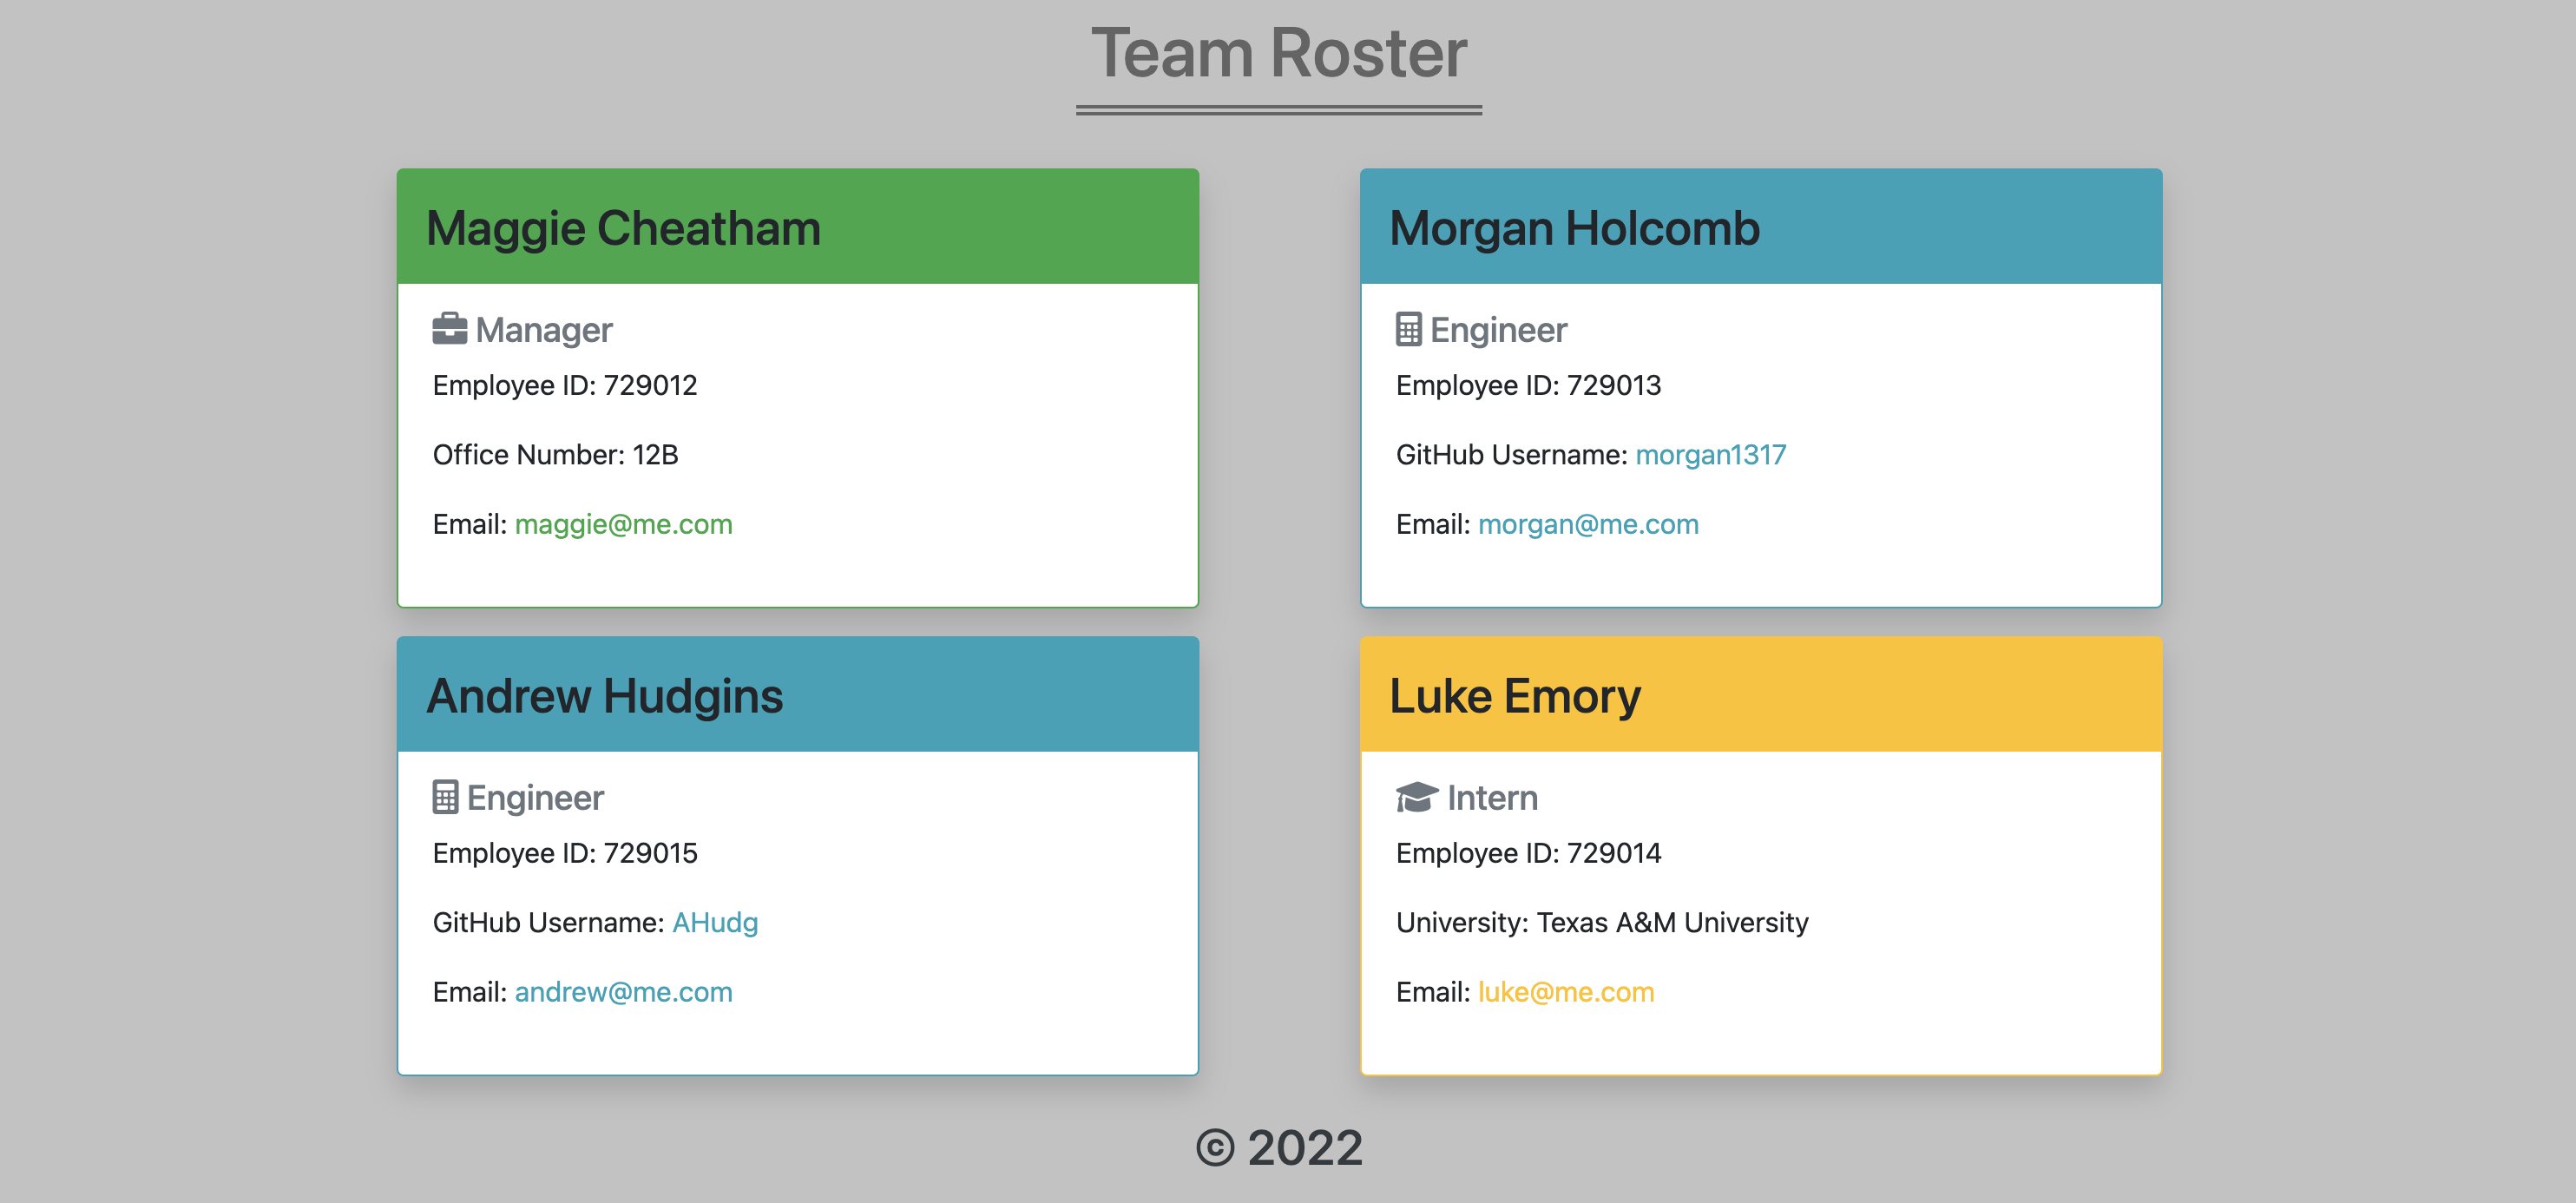 Team Roster
Maggie Cheatham
Manager
Employee ID: 729012
Office Number: 12B
Email: maggie@me.com
Morgan Holcomb
Engineer
Employee ID: 729013
GitHub Username: morgan1317
Email: morgan@me.com
Andrew Hudgins
Engineer
Employee ID: 729015
GitHub Username: AHudg
Email: andrew@me.com
Luke Emory
Intern
Employee ID: 729014
University: Texas A&M University
Email: luke@me.com
© 2022